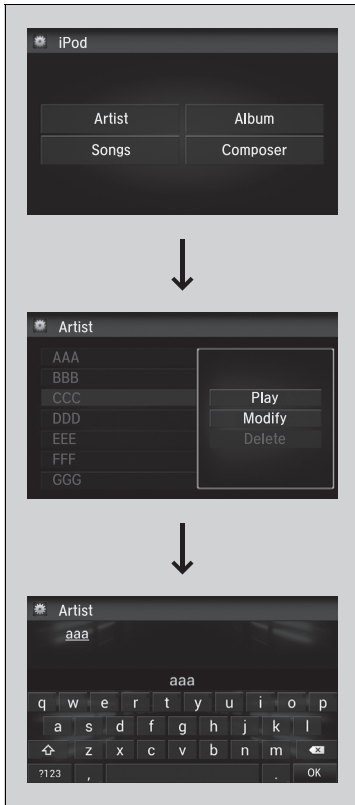 iPod
Artist Album
Songs Composer
Artist
AAA
BBB
CCC
DDD
EEE
FFF
GGG
Play
Modify
Delete
Artist
aaa
aaa
q w e r t y u i o p
a s d f g h j k l
z x c v b n m
?123 , . OK